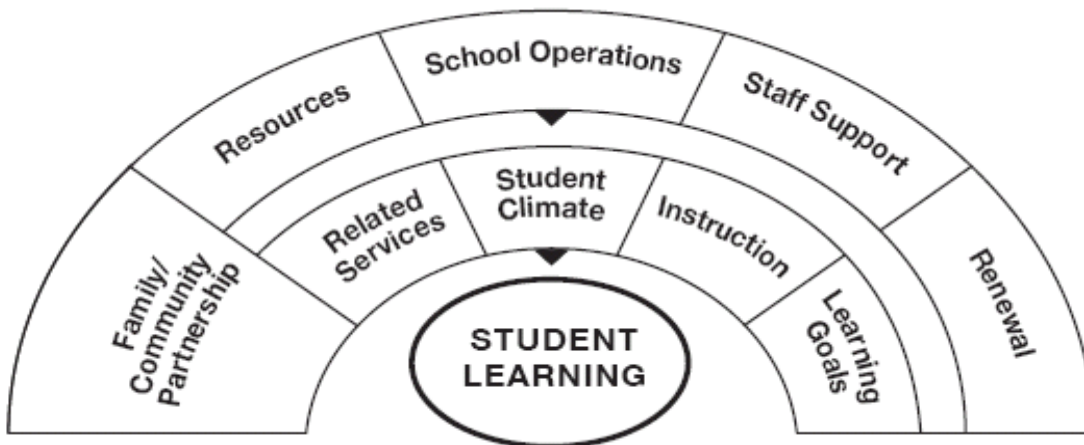 School Operations
Resources
Staff Support
Student
Climate
Related
Services
Instruction
Family/
Community
Partnership
Learning
Goals
Renewal
STUDENT
LEARNING